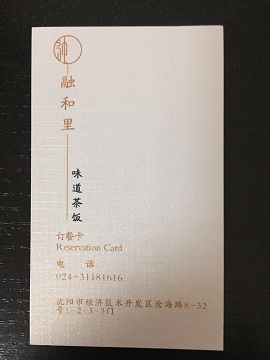 融和里
味道茶饭
订餐卡
Reservation Card
电 话
024-31181616
沈阳市经济技术开发区沧海路8-32
号1-2-3-3门